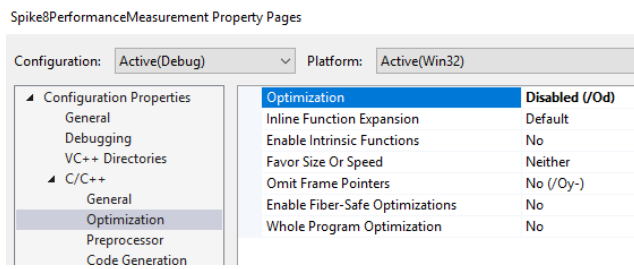 Spike8PerformanceMeasurement Property Pages
Configuration: Active(Debug) Platform: Active(Win32)
Configuration Properties
General
Debugging
VC++ Directories
C/C++
General
Optimization
Preprocessor
Code Generation
Optimization Disabled (/Od)
Inline Function Expansion Default
Enable Intrinsic Functions No
Favor Size Or Speed Neither
Omit Frame Pointers No (/Oy-)
Enable Fiber-Safe Optimizations No
Whole Program Optimization No